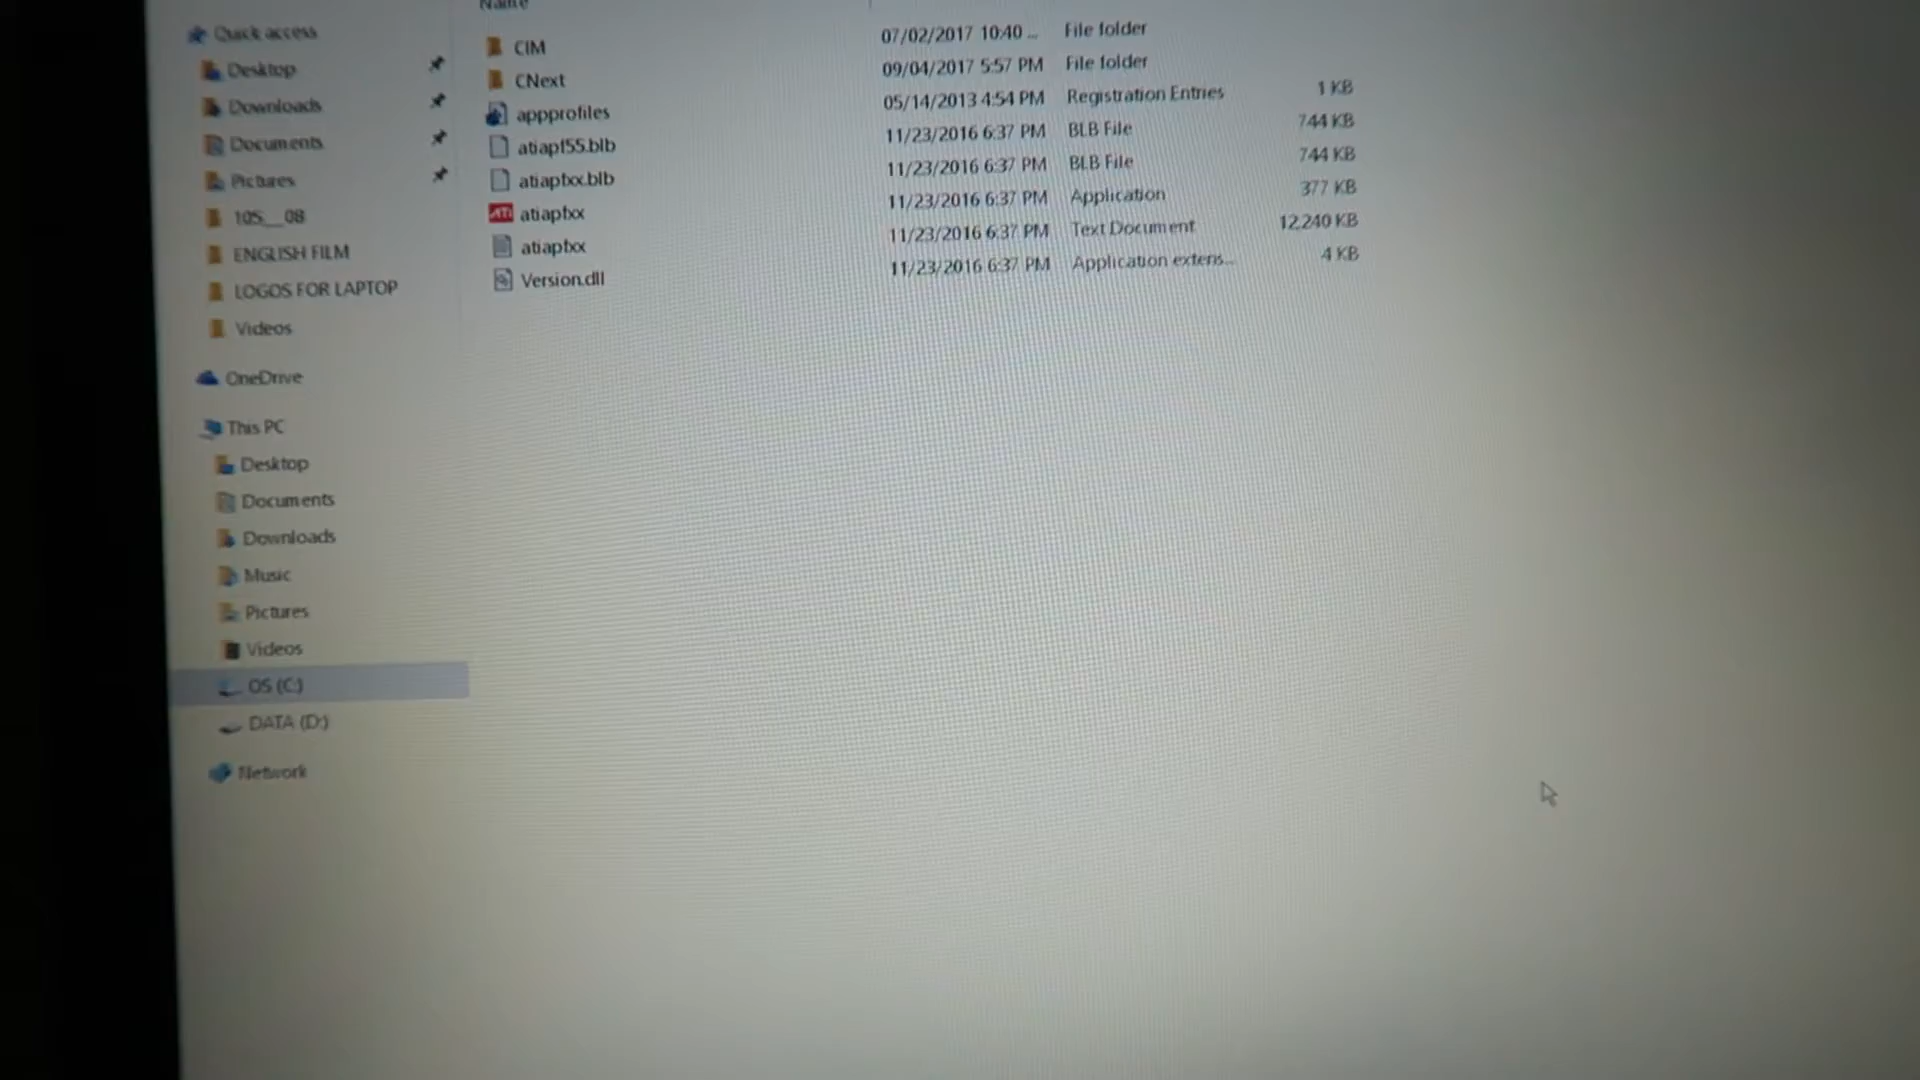 Name
Quick access
Desktop
Downloads
Documents
Pictures
105__08
ENGLISH FILM
LOGOS FOR LAPTOP
Videos
OneDrive
This PC
Desktop
Documents
Downloads
Music
Pictures
Videos
OS (C:)
DATA (D:)
Network
CIM 07/02/2017 10:40 ... File folder
CNext 09/04/2017 5:57 PM File folder
appprofiles 05/14/2013 4:54 PM Registration Entries 1 KB
atiapf55.blb 11/23/2016 6:37 PM BLB File 744 KB
atiapfxx.blb 11/23/2016 6:37 PM BLB File 744 KB
ATI atiapfxx 11/23/2016 6:37 PM Application 377 KB
atiapfxx 11/23/2016 6:37 PM Text Document 12,240 KB
Version.dll 11/23/2016 6:37 PM Application extens... 4 KB